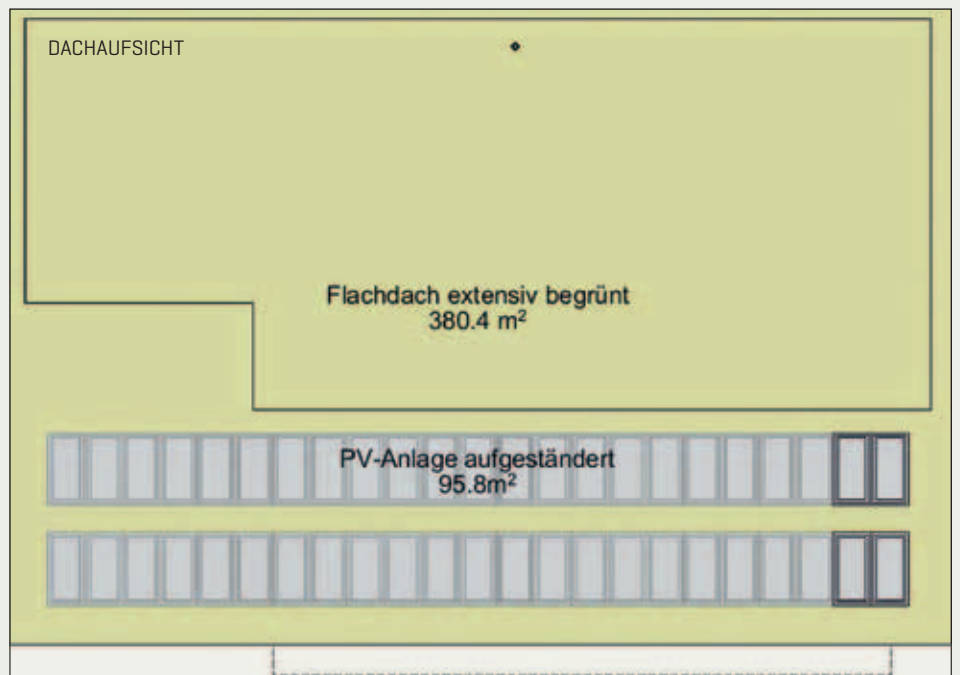 DACHAUFSICHT
Flachdach extensiv begrünt
380.4 m²
PV-Anlage aufgeständert
95.8m²